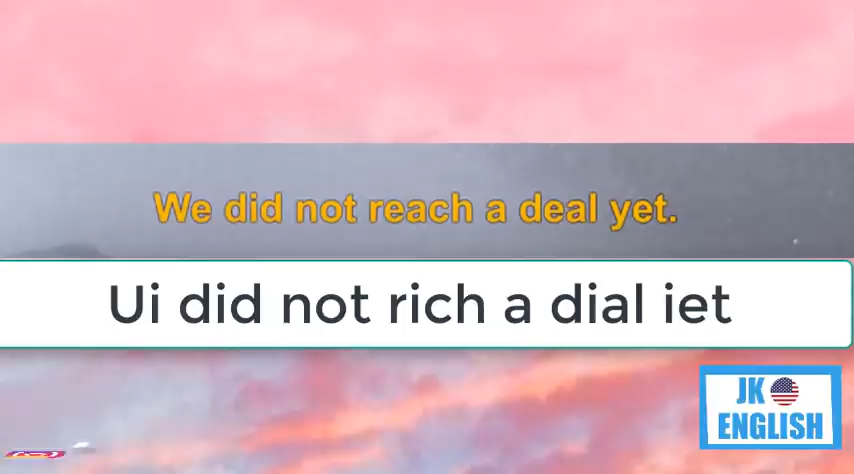 We did not reach a deal yet.
Ui did not rich a dial iet
JK
ENGLISH